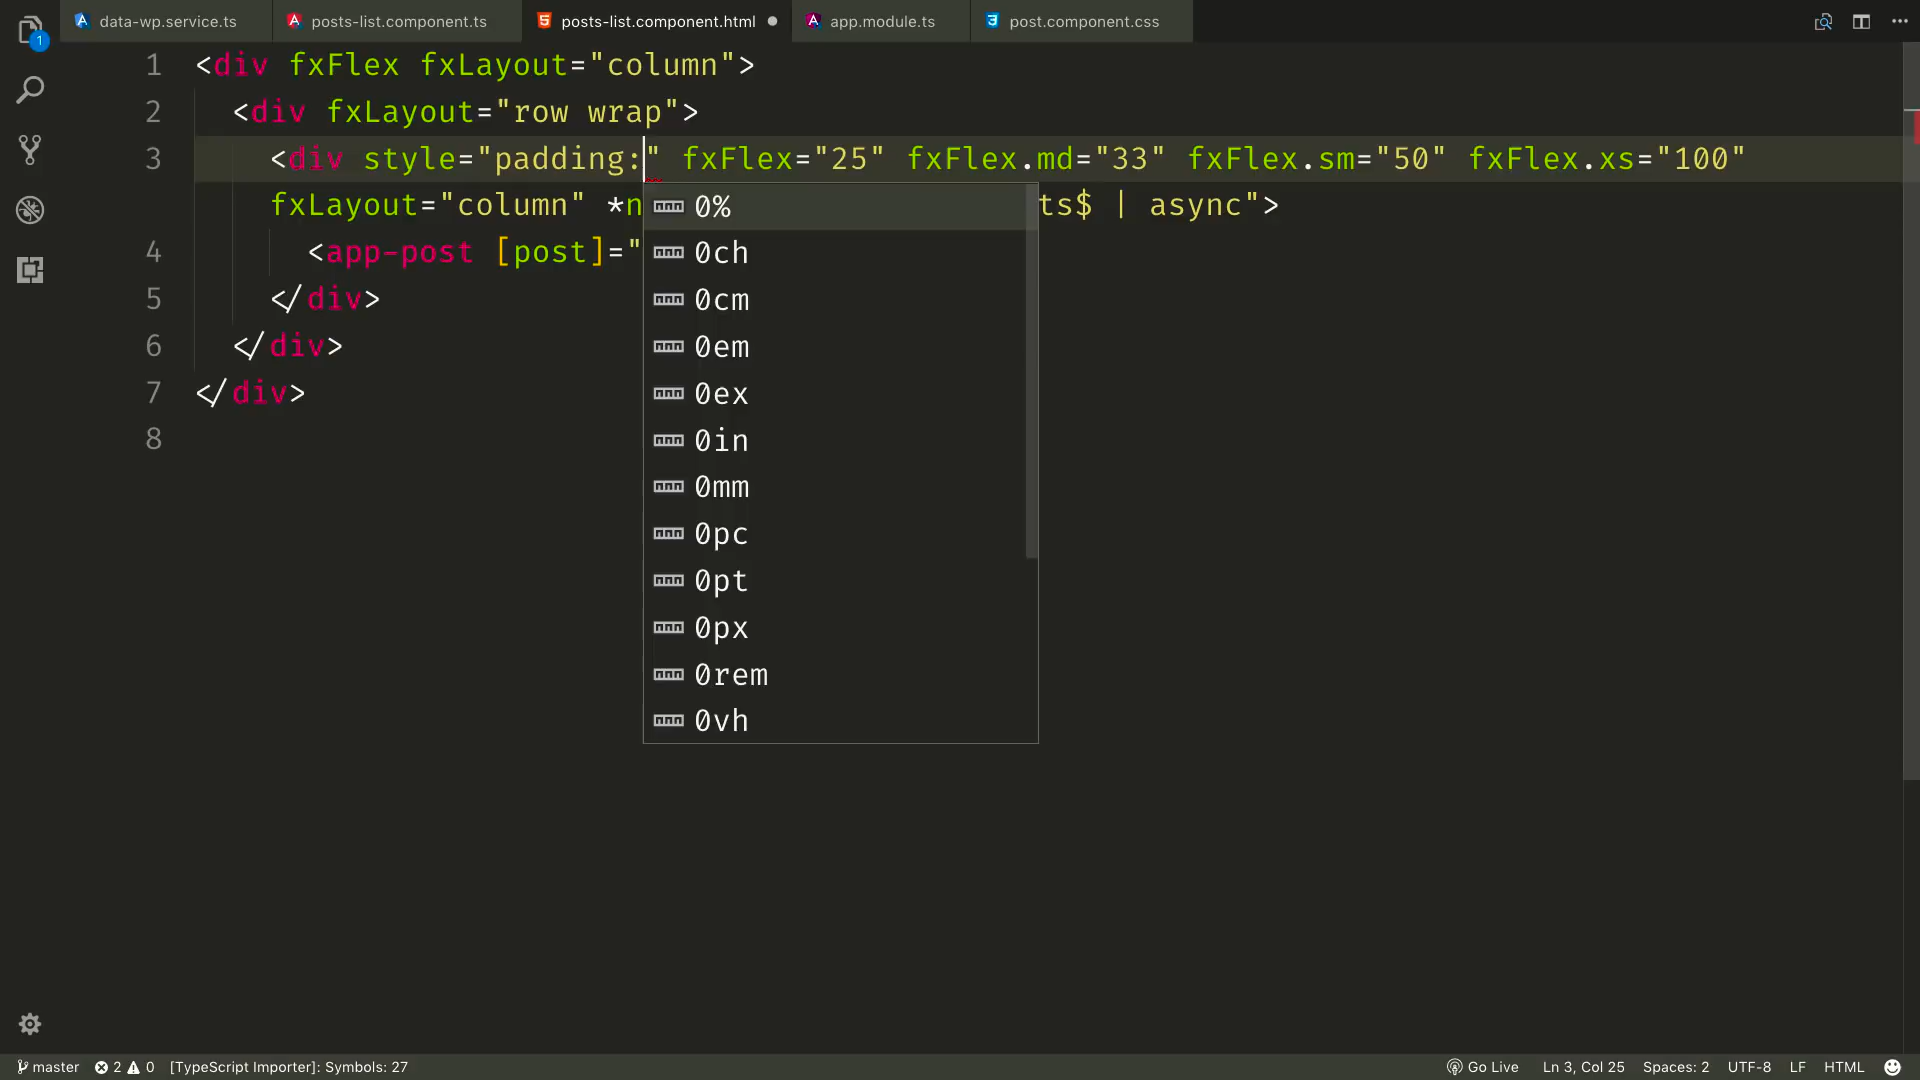 data-wp.service.ts posts-list.component.ts posts-list.component.html app.module.ts post.component.css
1
1 <div fxFlex fxLayout="column">
2 <div fxLayout="row wrap">
3 <div style="padding:" fxFlex="25" fxFlex.md="33" fxFlex.sm="50" fxFlex.xs="100"
fxLayout="column" *n ts$ | async">
4 <app-post [post]="
5 </div>
6 </div>
7 </div>
8
0%
0ch
0cm
0em
0ex
0in
0mm
0pc
0pt
0px
0rem
0vh
master 2 0 [TypeScript Importer]: Symbols: 27 Go Live Ln 3, Col 25 Spaces: 2 UTF-8 LF HTML